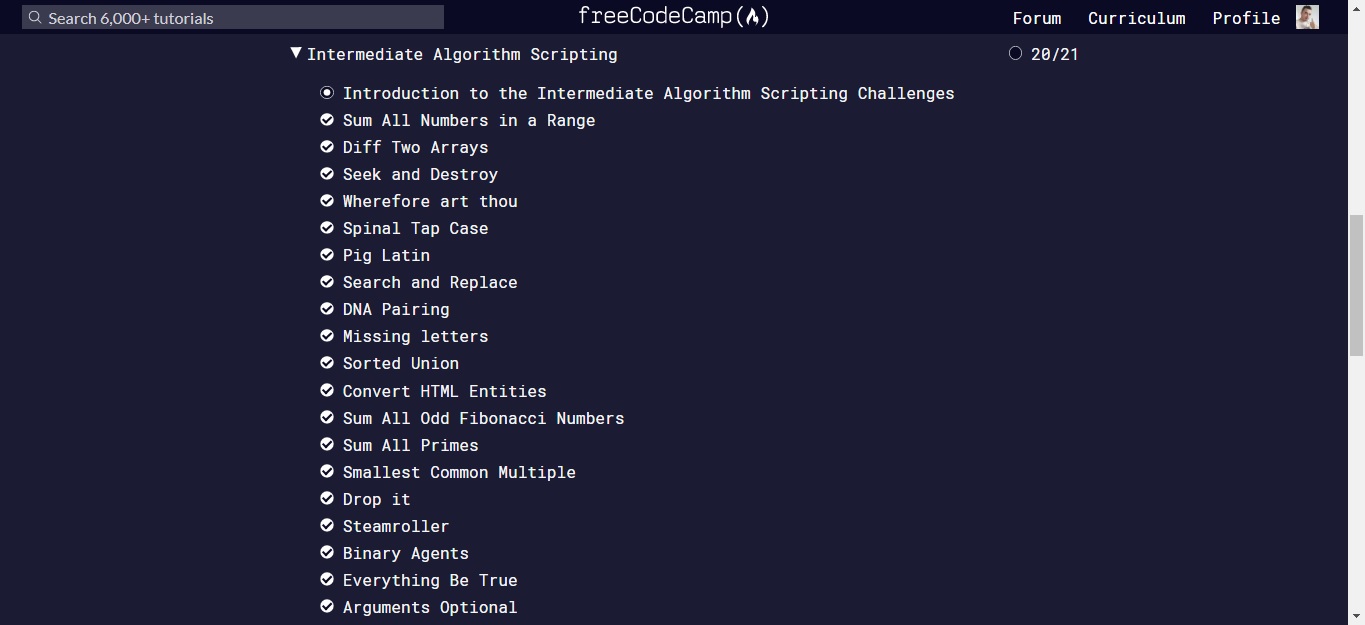 Search 6,000+ tutorials
freeCodeCamp(🔥)
Forum Curriculum Profile
Intermediate Algorithm Scripting 20/21
Introduction to the Intermediate Algorithm Scripting Challenges
Sum All Numbers in a Range
Diff Two Arrays
Seek and Destroy
Wherefore art thou
Spinal Tap Case
Pig Latin
Search and Replace
DNA Pairing
Missing letters
Sorted Union
Convert HTML Entities
Sum All Odd Fibonacci Numbers
Sum All Primes
Smallest Common Multiple
Drop it
Steamroller
Binary Agents
Everything Be True
Arguments Optional